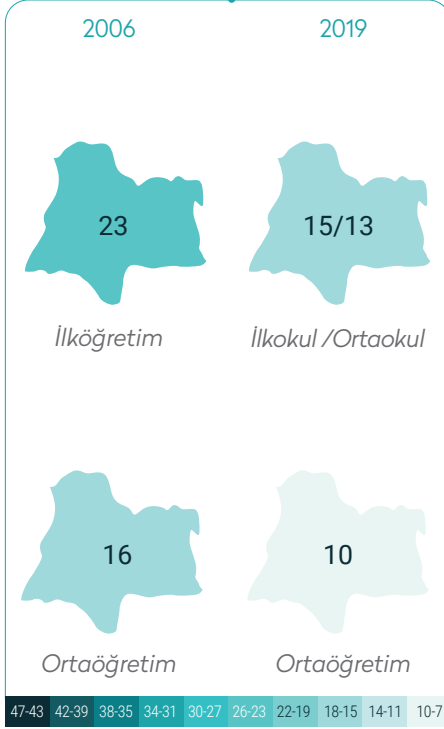 2006 2019
23 15/13
İlköğretim İlkokul /Ortaokul
16 10
Ortaöğretim Ortaöğretim
47-43 42-39 38-35 34-31 30-27 26-23 22-19 18-15 14-11 10-7